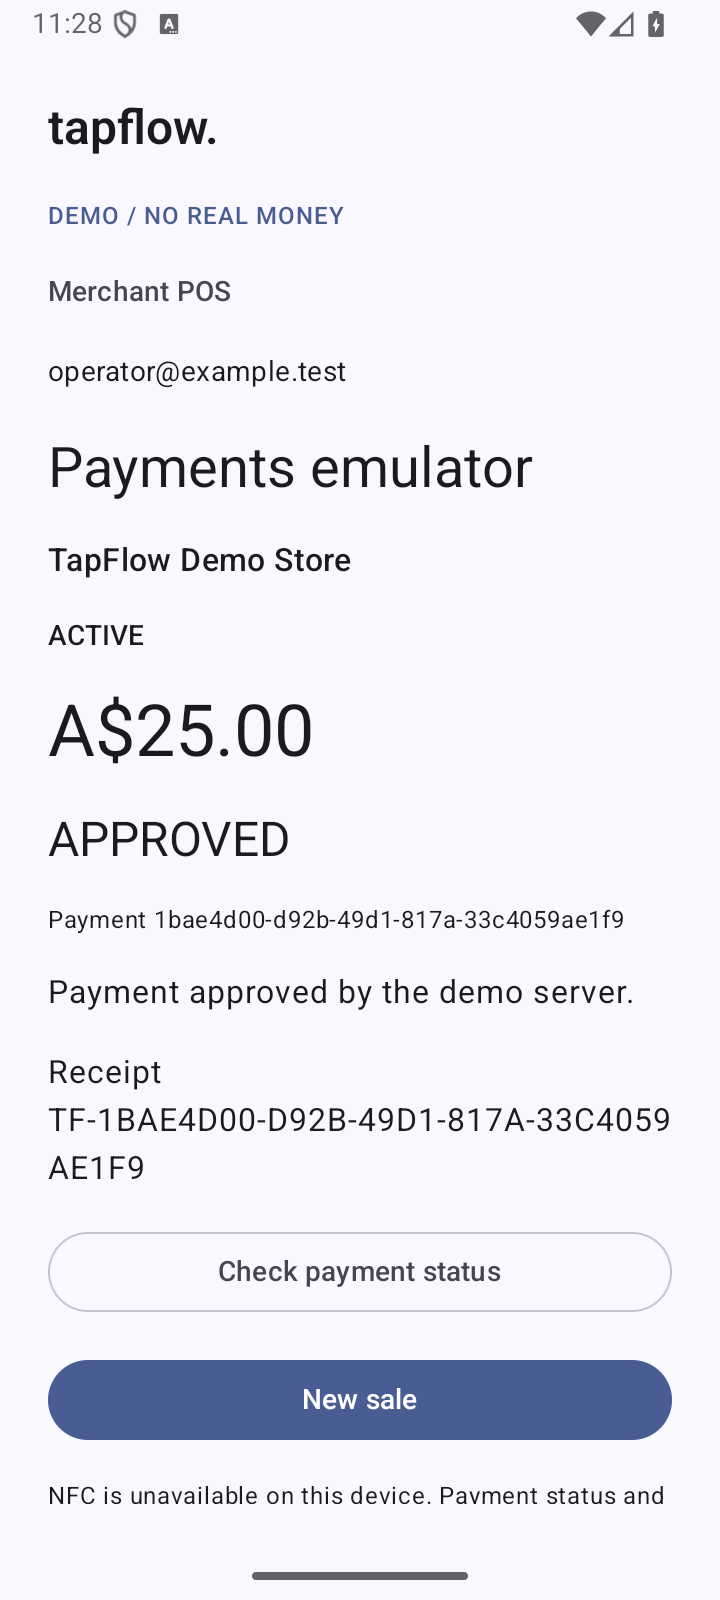 11:28
tapflow.
DEMO / NO REAL MONEY
Merchant POS
operator@example.test
Payments emulator
TapFlow Demo Store
ACTIVE
A$25.00
APPROVED
Payment 1bae4d00-d92b-49d1-817a-33c4059ae1f9
Payment approved by the demo server.
Receipt
TF-1BAE4D00-D92B-49D1-817A-33C4059
AE1F9
Check payment status
New sale
NFC is unavailable on this device. Payment status and